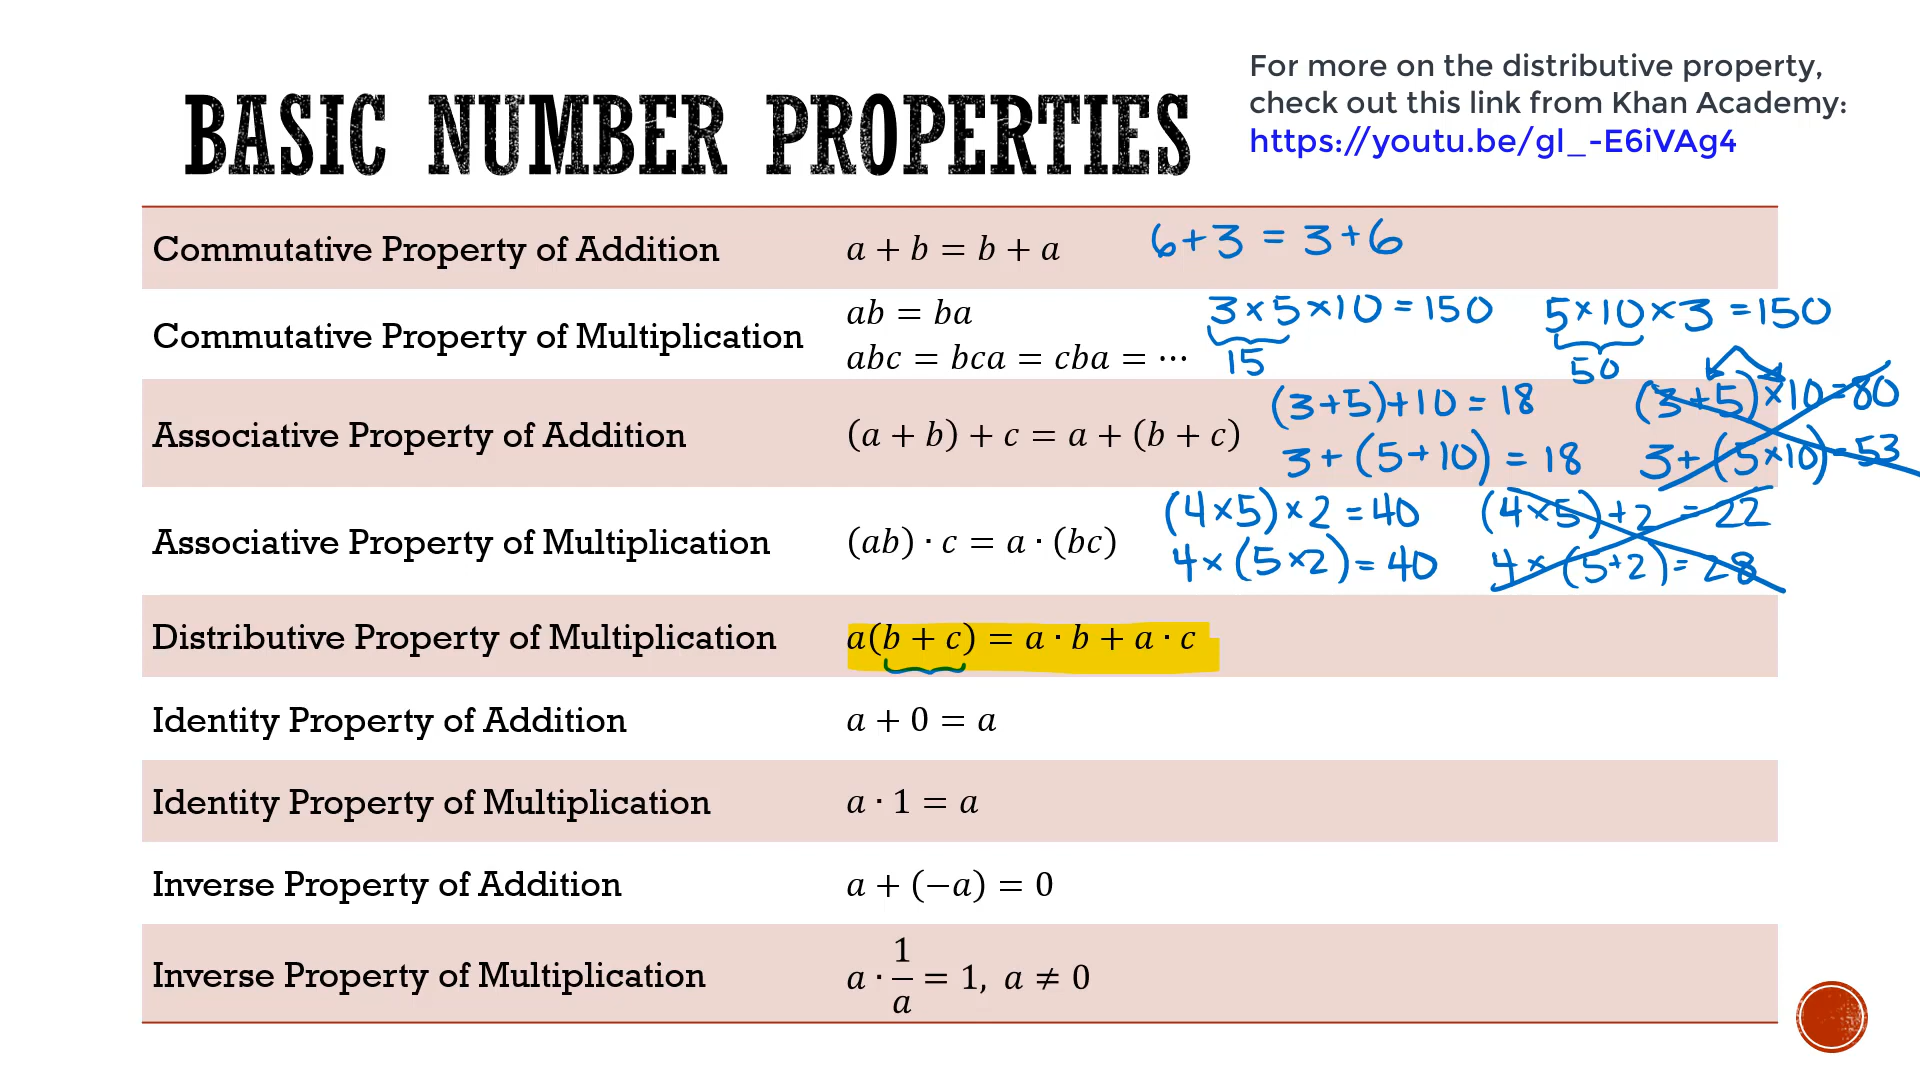 For more on the distributive property,
check out this link from Khan Academy:
https://youtu.be/gl_-E6iVAg4
BASIC NUMBER PROPERTIES
Commutative Property of Addition a + b = b + a 6+3 = 3+6
Commutative Property of Multiplication
ab = ba
abc = bca = cba = ⋯
3×5×10=150 5×10×3=150
15 50
Associative Property of Addition (a + b) + c = a + (b + c)
(3+5)+10=18 (3+5)×10=80
3+(5+10)=18 3+(5×10)=53
Associative Property of Multiplication (ab) · c = a · (bc)
(4×5)×2=40 (4×5)+2=22
4×(5×2)=40 4×(5+2)=28
Distributive Property of Multiplication a(b + c) = a · b + a · c
Identity Property of Addition a + 0 = a
Identity Property of Multiplication a · 1 = a
Inverse Property of Addition a + (−a) = 0
Inverse Property of Multiplication a · 1/a = 1, a ≠ 0